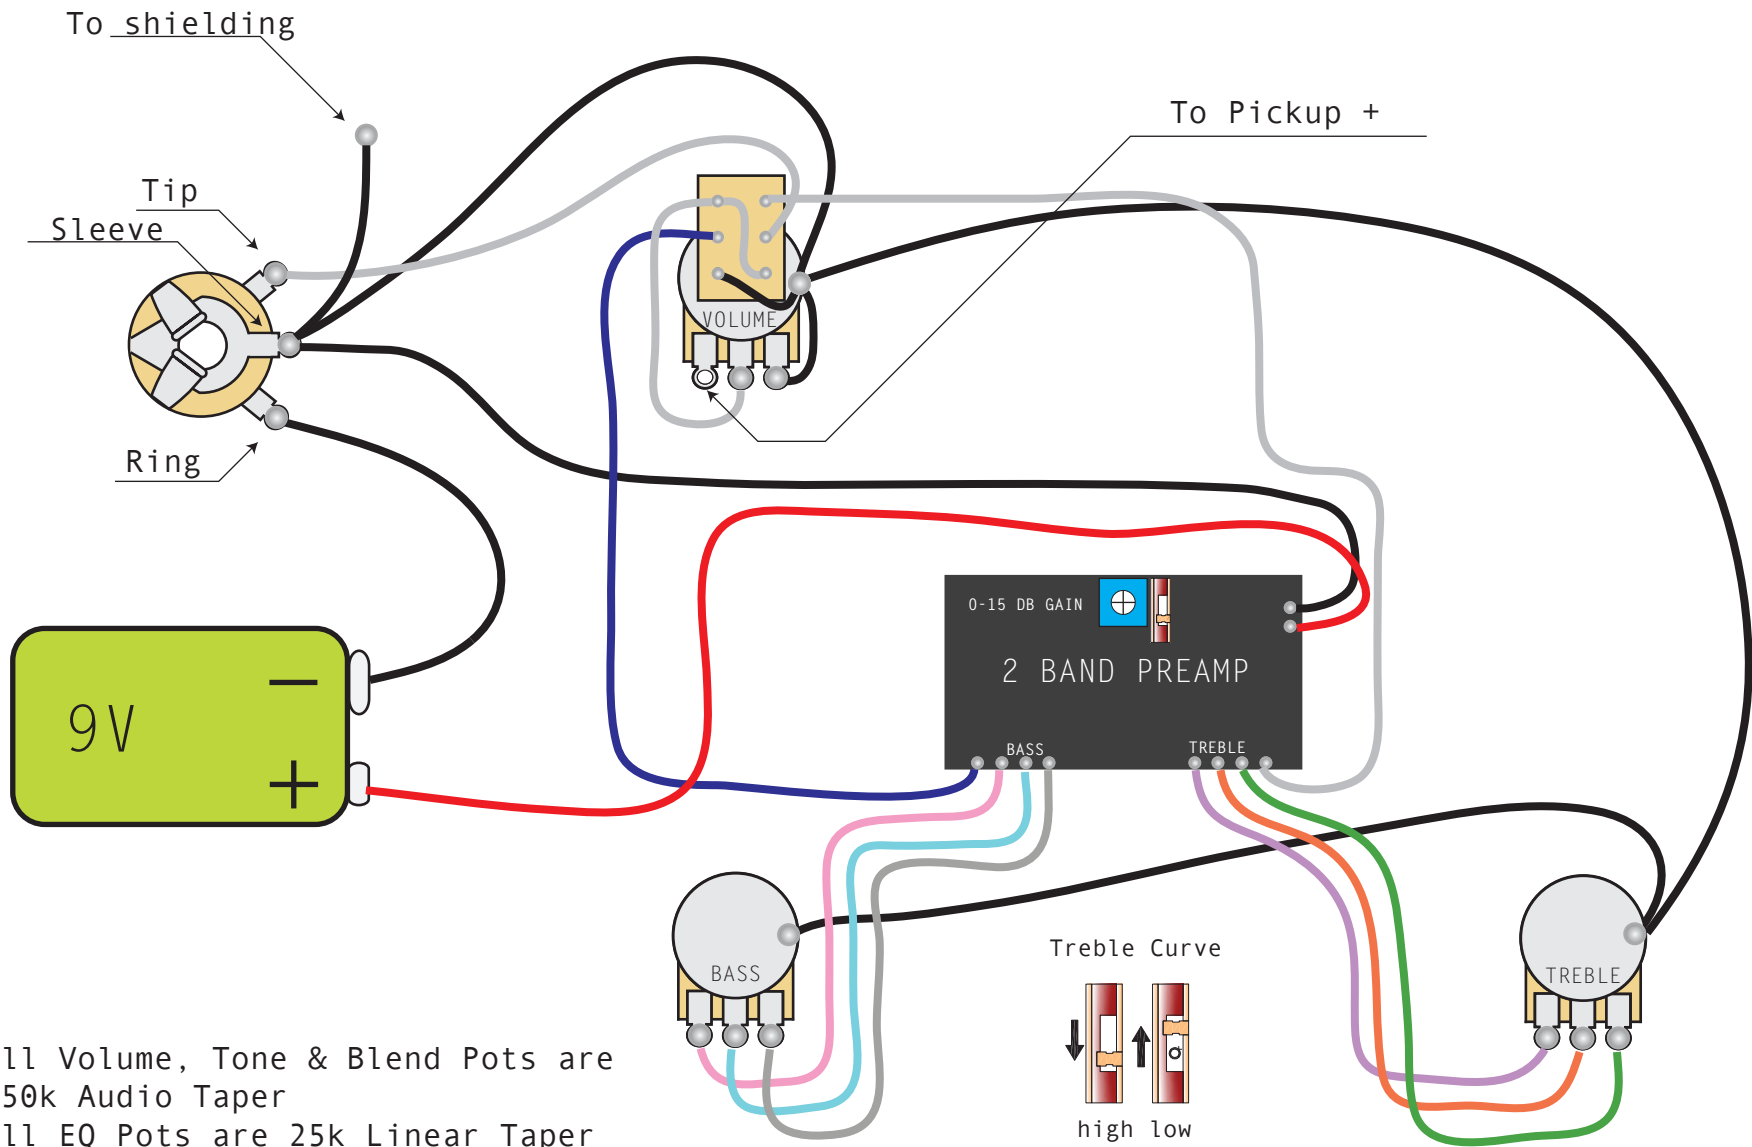 To shielding
To Pickup +
Tip
Sleeve
VOLUME
Ring
0-15 DB GAIN
2 BAND PREAMP
9V
−
+
BASS
TREBLE
BASS
TREBLE
Treble Curve
high low
ll Volume, Tone & Blend Pots are
50k Audio Taper
ll EQ Pots are 25k Linear Taper